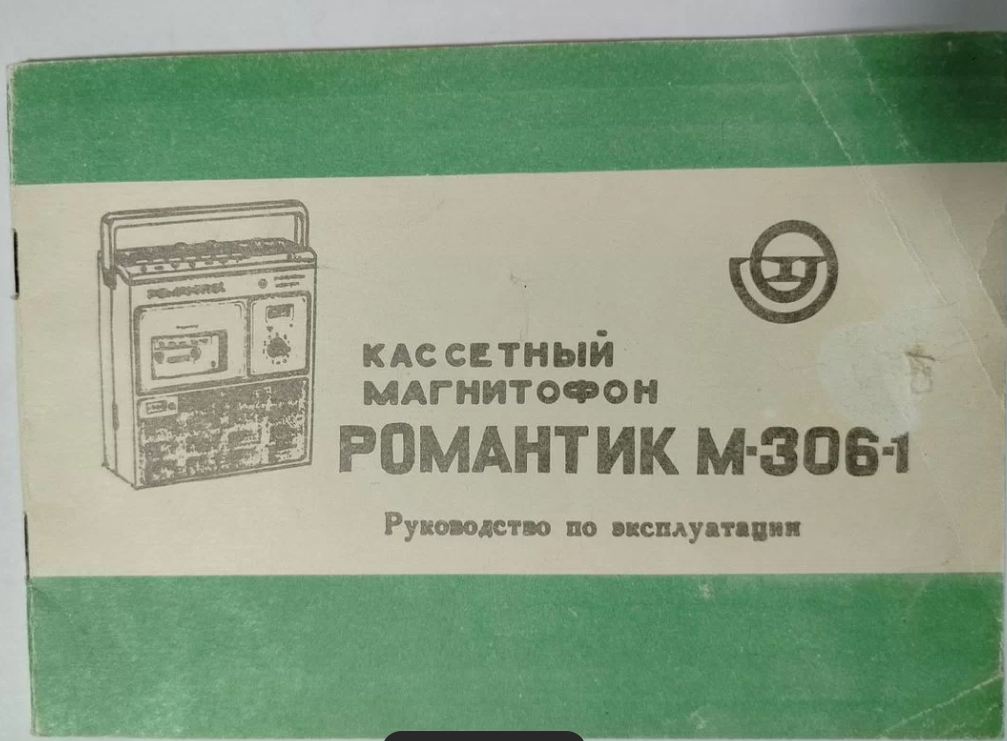 КАССЕТНЫЙ
МАГНИТОФОН
РОМАНТИК М-306-1
Руководство по эксплуатации